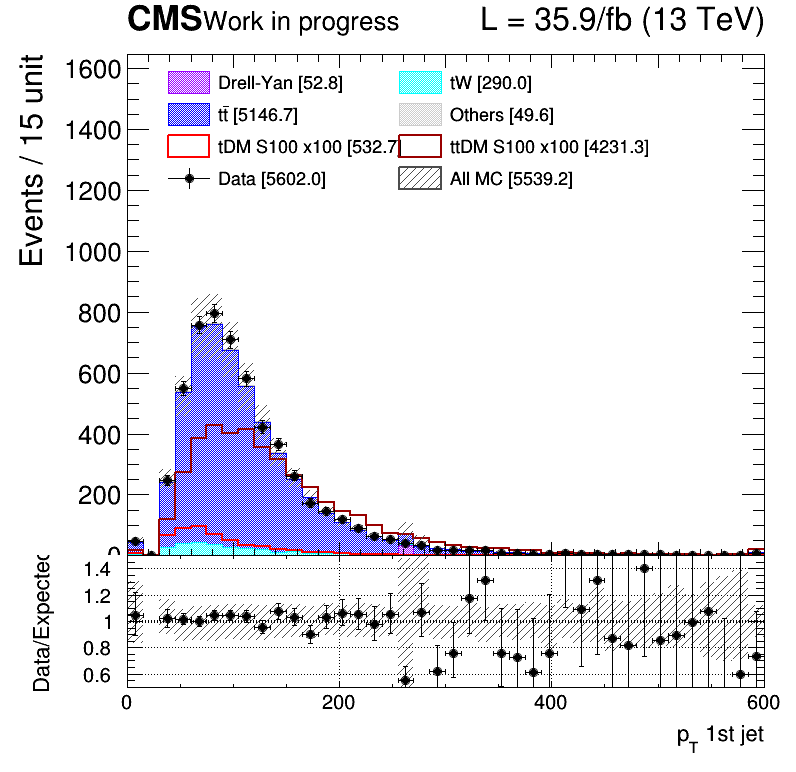 CMS Work in progress L = 35.9/fb (13 TeV)
Events / 15 unit
1600
1400
1200
1000
800
600
400
200
0
Drell-Yan [52.8] tW [290.0]
tt̄ [5146.7] Others [49.6]
tDM S100 x100 [532.7] ttDM S100 x100 [4231.3]
Data [5602.0] All MC [5539.2]
Data/Expected
1.4
1.2
1
0.8
0.6
0 200 400 600
p_T 1st jet